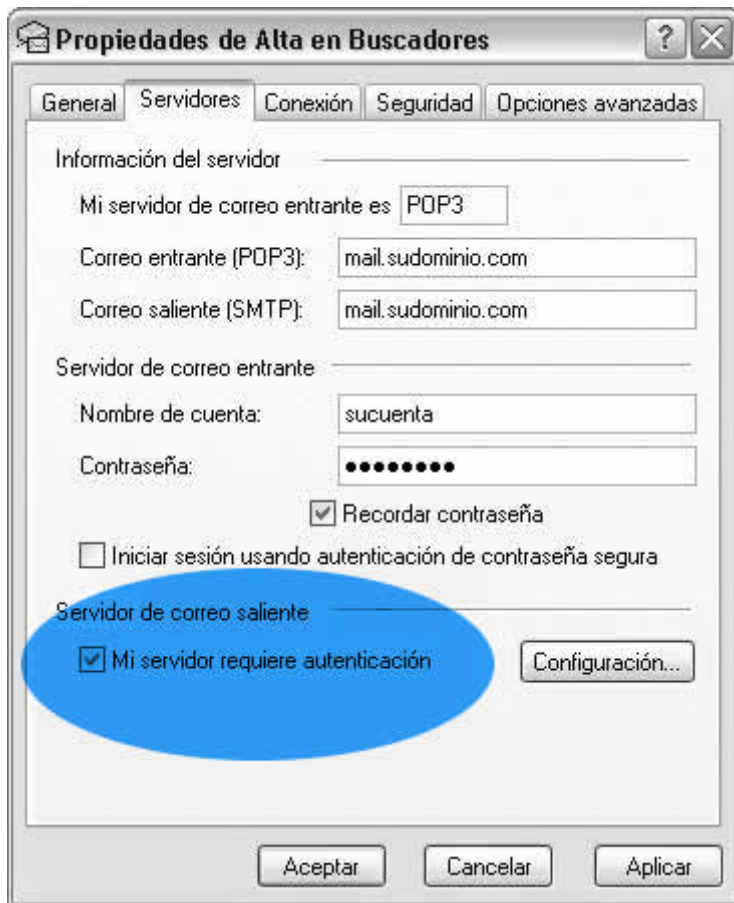 Propiedades de Alta en Buscadores
General Servidores Conexión Seguridad Opciones avanzadas
Información del servidor
Mi servidor de correo entrante es POP3
Correo entrante (POP3): mail.sudominio.com
Correo saliente (SMTP): mail.sudominio.com
Servidor de correo entrante
Nombre de cuenta: sucuenta
Contraseña: ●●●●●●●●
Recordar contraseña
Iniciar sesión usando autenticación de contraseña segura
Servidor de correo saliente
Mi servidor requiere autenticación Configuración...
Aceptar Cancelar Aplicar